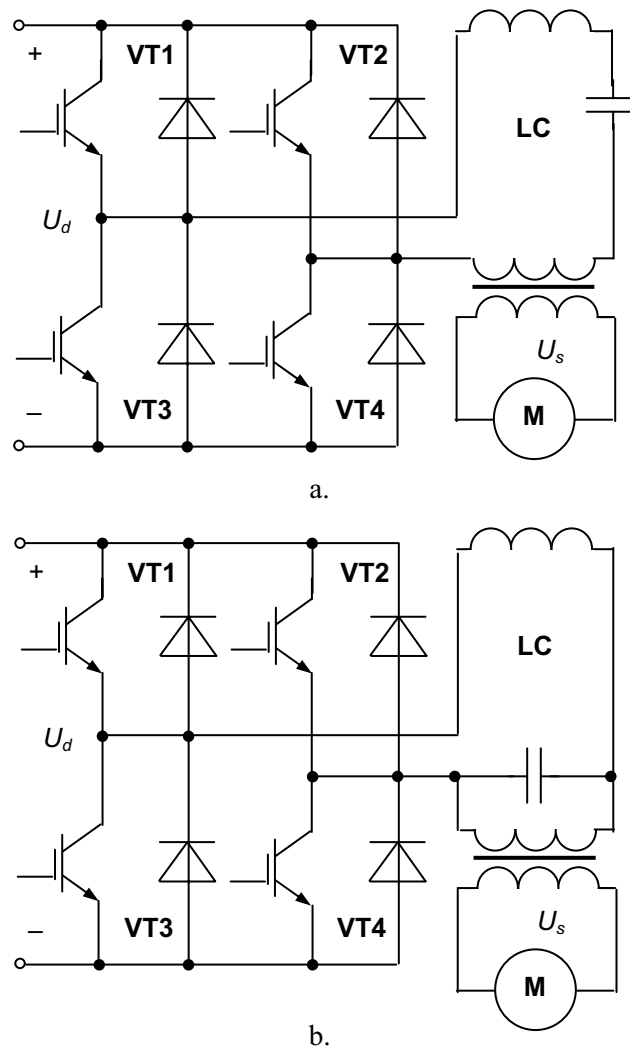 +
VT1
VT2
LC
U_d
U_s
M
–
VT3
VT4
a.
+
VT1
VT2
LC
U_d
U_s
M
–
VT3
VT4
b.